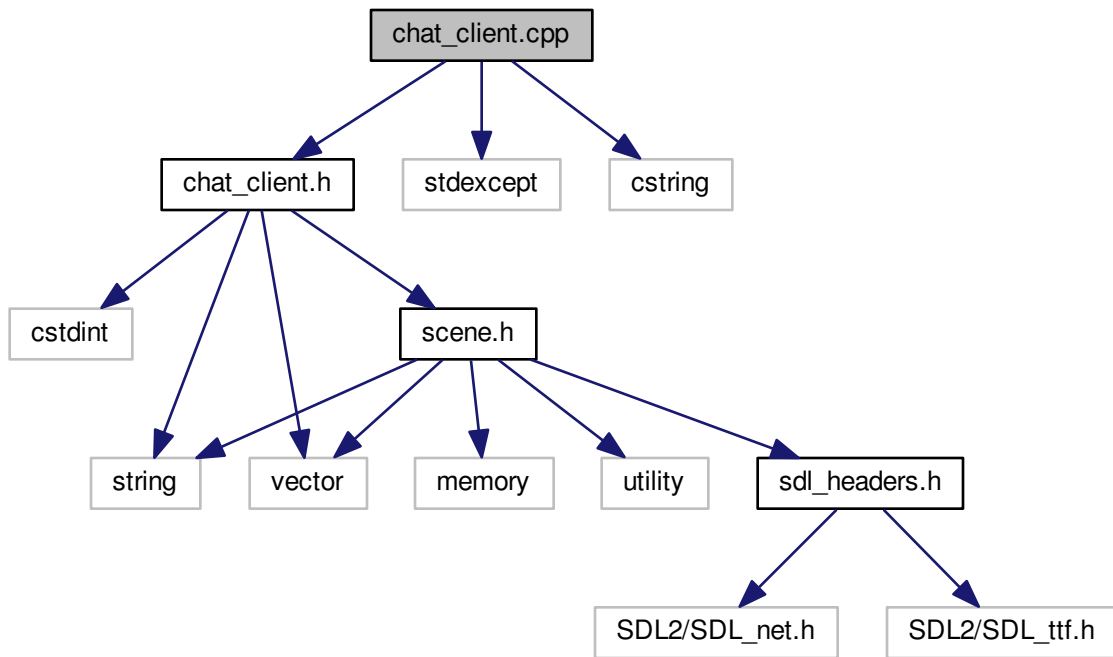 chat_client.cpp
chat_client.h
stdexcept
cstring
cstdint
scene.h
string
vector
memory
utility
sdl_headers.h
SDL2/SDL_net.h
SDL2/SDL_ttf.h